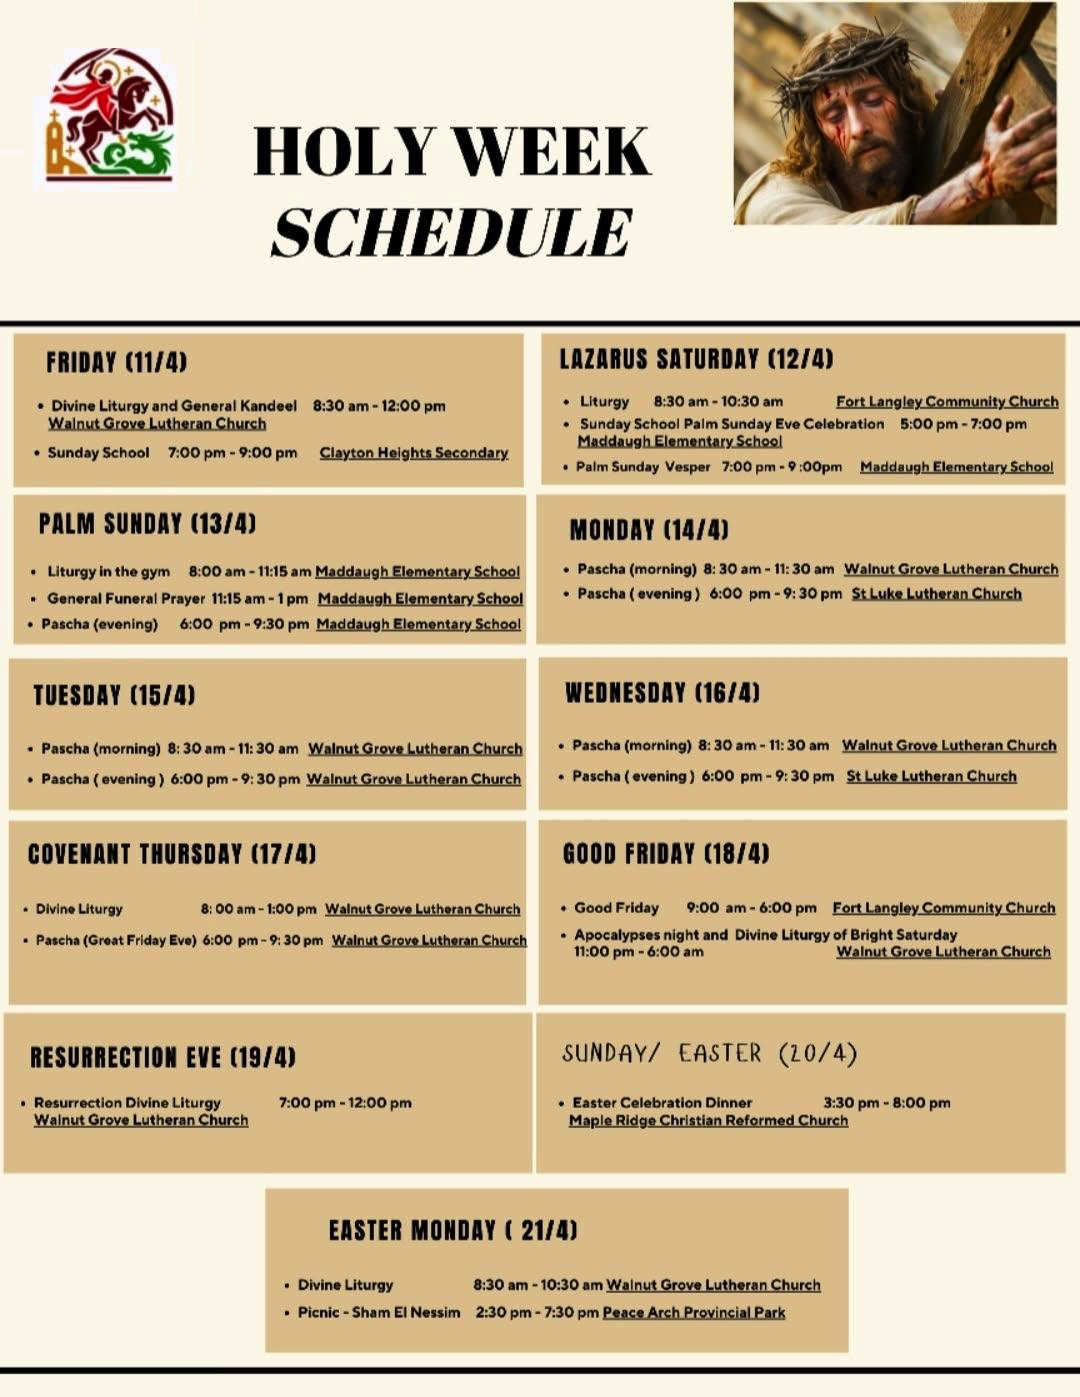 HOLY WEEK
SCHEDULE
FRIDAY (11/4)
• Divine Liturgy and General Kandeel 8:30 am - 12:00 pm
Walnut Grove Lutheran Church
• Sunday School 7:00 pm - 9:00 pm Clayton Heights Secondary
LAZARUS SATURDAY (12/4)
• Liturgy 8:30 am - 10:30 am Fort Langley Community Church
• Sunday School Palm Sunday Eve Celebration 5:00 pm - 7:00 pm
Maddaugh Elementary School
• Palm Sunday Vesper 7:00 pm - 9 :00pm Maddaugh Elementary School
PALM SUNDAY (13/4)
• Liturgy in the gym 8:00 am - 11:15 am Maddaugh Elementary School
• General Funeral Prayer 11:15 am - 1 pm Maddaugh Elementary School
• Pascha (evening) 6:00 pm - 9:30 pm Maddaugh Elementary School
MONDAY (14/4)
• Pascha (morning) 8: 30 am - 11: 30 am Walnut Grove Lutheran Church
• Pascha ( evening ) 6:00 pm - 9: 30 pm St Luke Lutheran Church
TUESDAY (15/4)
• Pascha (morning) 8: 30 am - 11: 30 am Walnut Grove Lutheran Church
• Pascha ( evening ) 6:00 pm - 9: 30 pm Walnut Grove Lutheran Church
WEDNESDAY (16/4)
• Pascha (morning) 8: 30 am - 11: 30 am Walnut Grove Lutheran Church
• Pascha ( evening ) 6:00 pm - 9: 30 pm St Luke Lutheran Church
COVENANT THURSDAY (17/4)
• Divine Liturgy 8: 00 am - 1:00 pm Walnut Grove Lutheran Church
• Pascha (Great Friday Eve) 6:00 pm - 9: 30 pm Walnut Grove Lutheran Church
GOOD FRIDAY (18/4)
• Good Friday 9:00 am - 6:00 pm Fort Langley Community Church
• Apocalypses night and Divine Liturgy of Bright Saturday
11:00 pm - 6:00 am Walnut Grove Lutheran Church
RESURRECTION EVE (19/4)
• Resurrection Divine Liturgy 7:00 pm - 12:00 pm
Walnut Grove Lutheran Church
SUNDAY/ EASTER (20/4)
• Easter Celebration Dinner 3:30 pm - 8:00 pm
Maple Ridge Christian Reformed Church
EASTER MONDAY ( 21/4)
• Divine Liturgy 8:30 am - 10:30 am Walnut Grove Lutheran Church
• Picnic - Sham El Nessim 2:30 pm - 7:30 pm Peace Arch Provincial Park